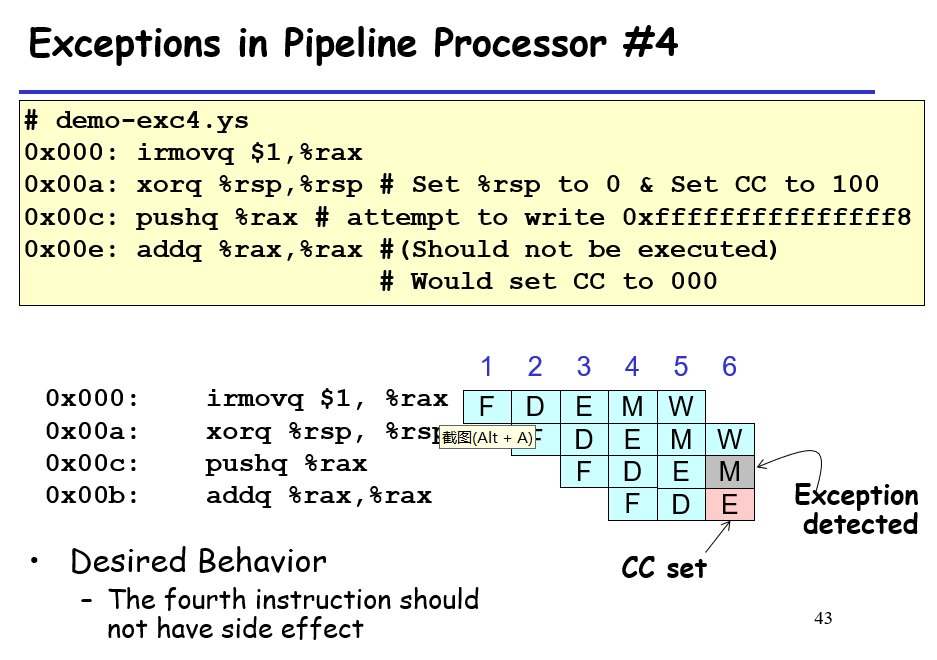 Exceptions in Pipeline Processor #4
# demo-exc4.ys
0x000: irmovq $1,%rax
0x00a: xorq %rsp,%rsp # Set %rsp to 0 & Set CC to 100
0x00c: pushq %rax # attempt to write 0xfffffffffffffff8
0x00e: addq %rax,%rax #(Should not be executed)
# Would set CC to 000
1 2 3 4 5 6
0x000: irmovq $1, %rax F D E M W
0x00a: xorq %rsp, %rsp 截图(Alt + A) F D E M W
0x00c: pushq %rax F D E M
0x00b: addq %rax,%rax F D E
Exception
detected
CC set
• Desired Behavior
– The fourth instruction should
not have side effect
43